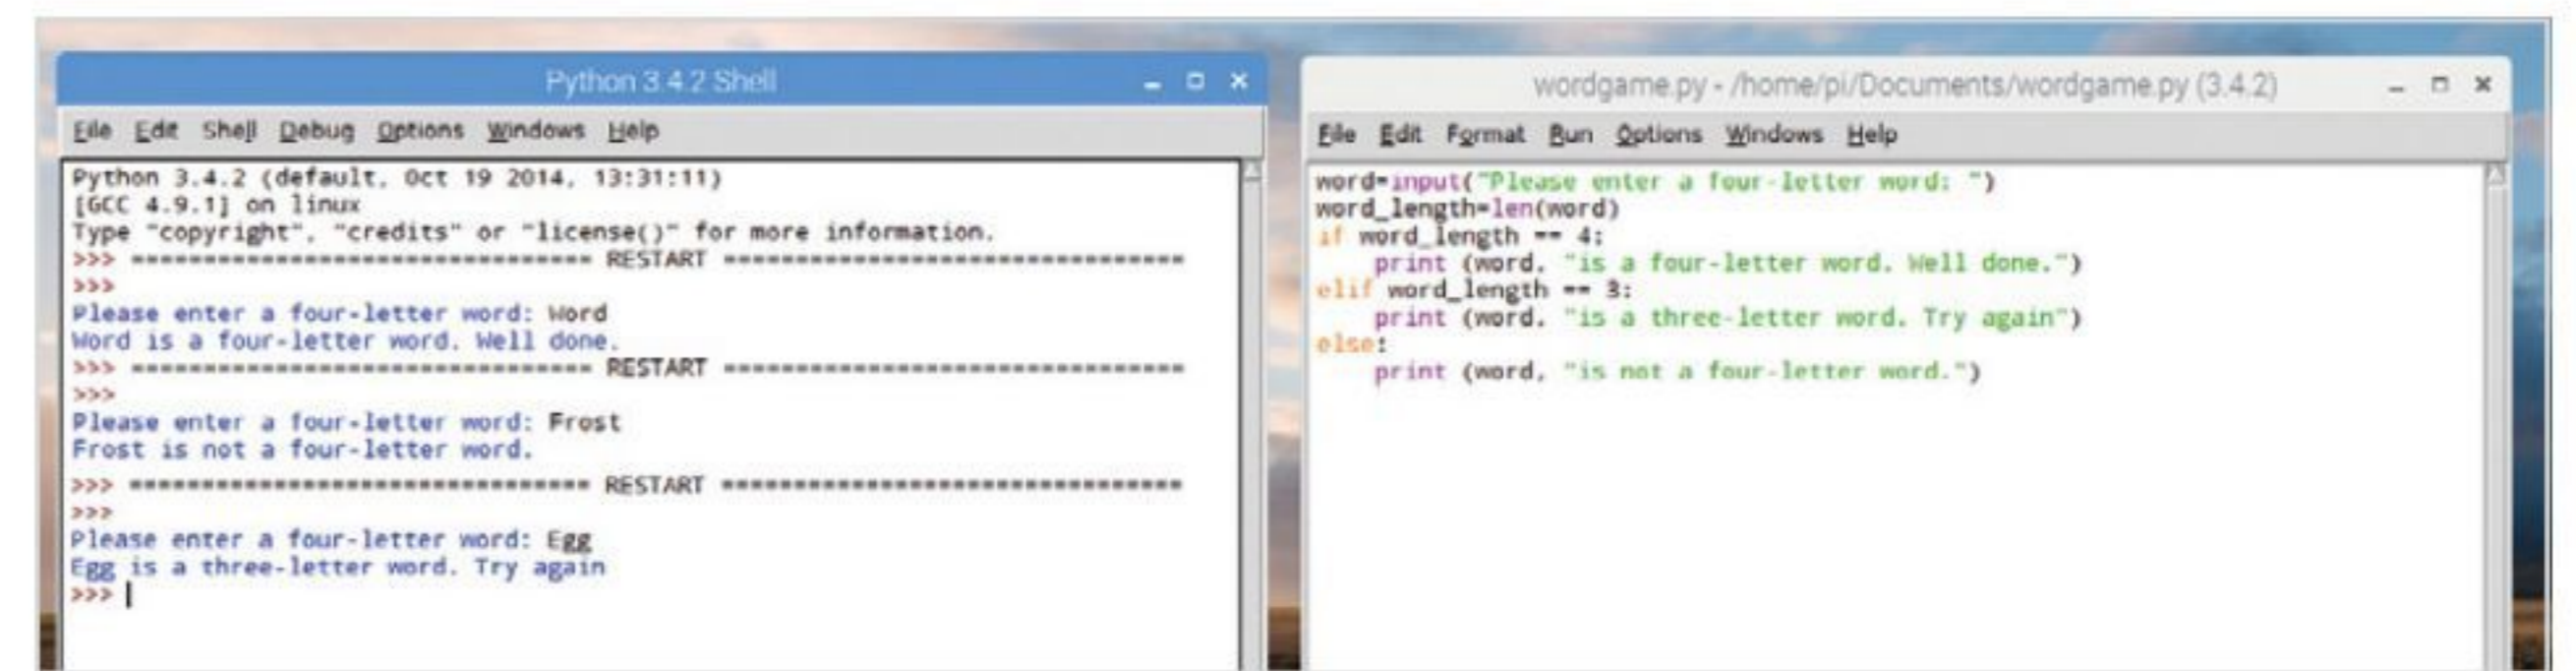 Python 3.4.2 Shell
File Edit Shell Debug Options Windows Help
Python 3.4.2 (default, Oct 19 2014, 13:31:11)
[GCC 4.9.1] on linux
Type "copyright", "credits" or "license()" for more information.
>>> ================================ RESTART ================================
>>>
Please enter a four-letter word: Word
Word is a four-letter word. Well done.
>>> ================================ RESTART ================================
>>>
Please enter a four-letter word: Frost
Frost is not a four-letter word.
>>> ================================ RESTART ================================
>>>
Please enter a four-letter word: Egg
Egg is a three-letter word. Try again
>>>
wordgame.py - /home/pi/Documents/wordgame.py (3.4.2)
File Edit Format Run Options Windows Help
word=input("Please enter a four-letter word: ")
word_length=len(word)
if word_length == 4:
    print (word, "is a four-letter word. Well done.")
elif word_length == 3:
    print (word, "is a three-letter word. Try again")
else:
    print (word, "is not a four-letter word.")